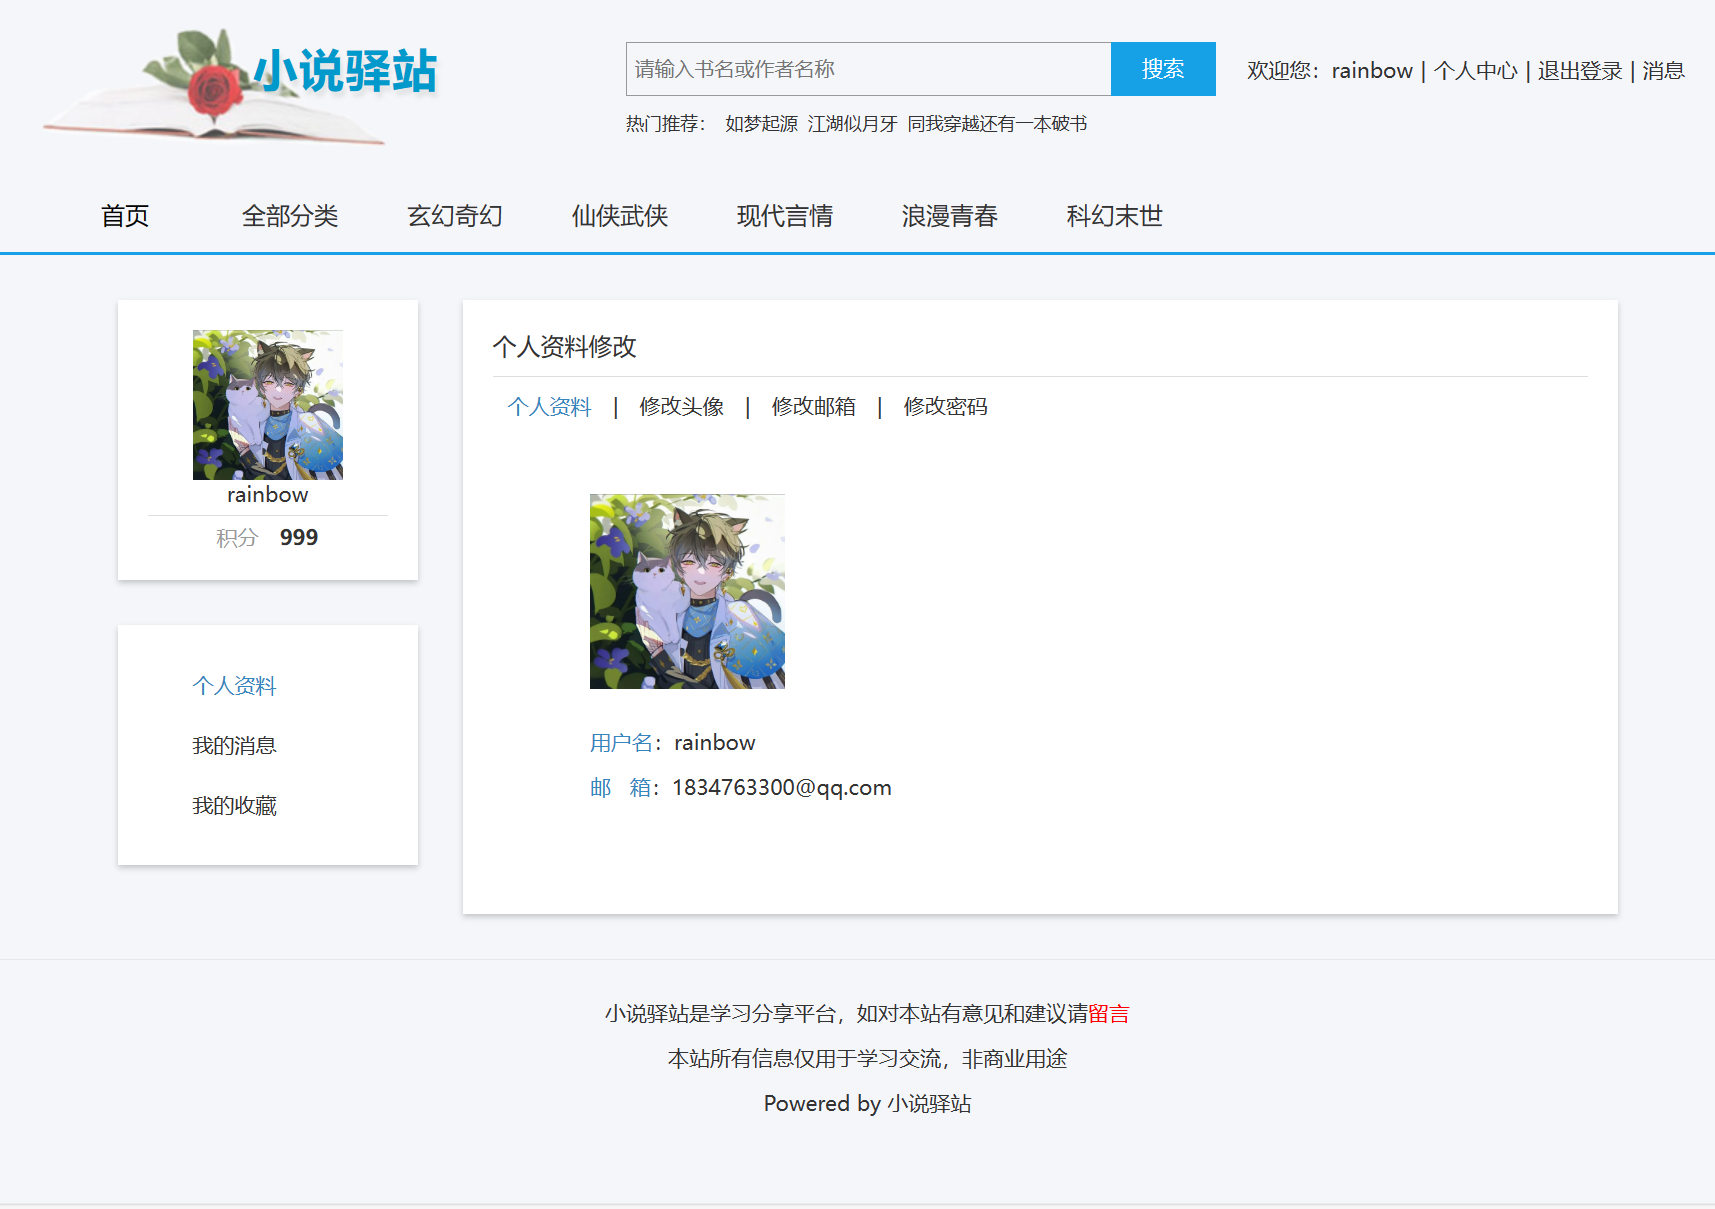 小说驿站
请输入书名或作者名称
搜索
欢迎您：rainbow | 个人中心 | 退出登录 | 消息
热门推荐： 如梦起源 江湖似月牙 同我穿越还有一本破书
首页 全部分类 玄幻奇幻 仙侠武侠 现代言情 浪漫青春 科幻末世
rainbow
积分 999
个人资料
我的消息
我的收藏
个人资料修改
个人资料 | 修改头像 | 修改邮箱 | 修改密码
用户名：rainbow
邮 箱：1834763300@qq.com
小说驿站是学习分享平台，如对本站有意见和建议请留言
本站所有信息仅用于学习交流，非商业用途
Powered by 小说驿站